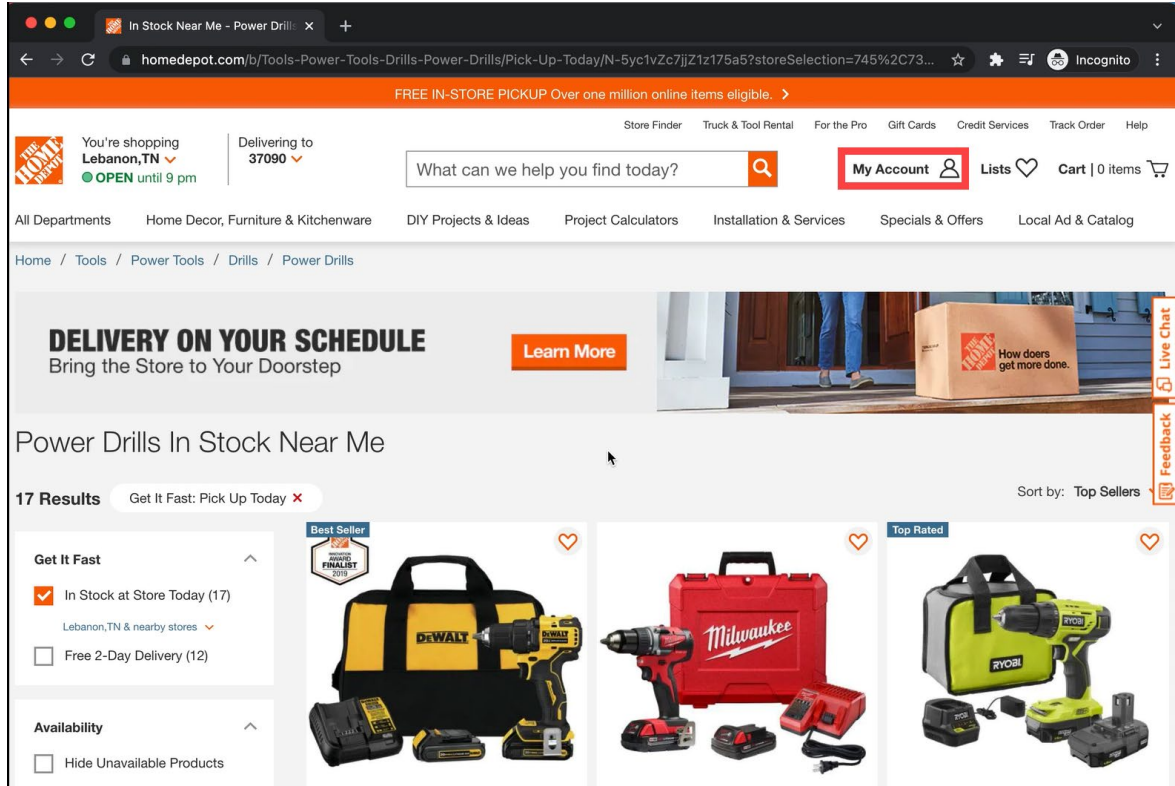 In Stock Near Me - Power Drills
homedepot.com/b/Tools-Power-Tools-Drills-Power-Drills/Pick-Up-Today/N-5yc1vZc7jjZ1z175a5?storeSelection=745%2C73...
Incognito
FREE IN-STORE PICKUP Over one million online items eligible. >
Store Finder Truck & Tool Rental For the Pro Gift Cards Credit Services Track Order Help
THE HOME DEPOT
You're shopping
Lebanon,TN
OPEN until 9 pm
Delivering to
37090
What can we help you find today?
My Account
Lists
Cart | 0 items
All Departments Home Decor, Furniture & Kitchenware DIY Projects & Ideas Project Calculators Installation & Services Specials & Offers Local Ad & Catalog
Home / Tools / Power Tools / Drills / Power Drills
DELIVERY ON YOUR SCHEDULE
Bring the Store to Your Doorstep
Learn More
THE HOME DEPOT
How doers
get more done.
Live Chat
Feedback
Power Drills In Stock Near Me
17 Results
Get It Fast: Pick Up Today ×
Sort by: Top Sellers
Get It Fast
In Stock at Store Today (17)
Lebanon,TN & nearby stores
Free 2-Day Delivery (12)
Availability
Hide Unavailable Products
Best Seller
INNOVATION
AWARD
FINALIST
2019
DEWALT
DEWALT
Milwaukee
Top Rated
RYOBI
RYOBI